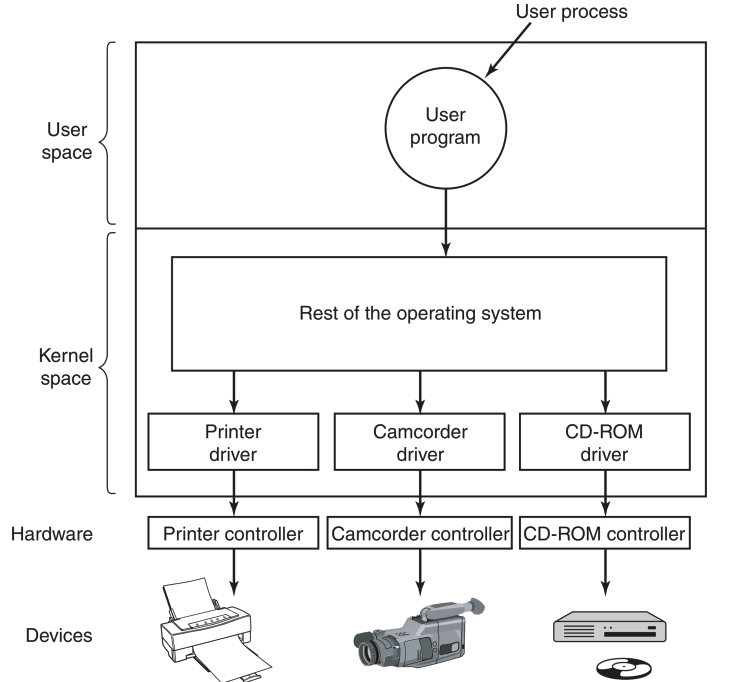 User process
User
program
User
space
Rest of the operating system
Kernel
space
Printer
driver
Camcorder
driver
CD-ROM
driver
Hardware
Printer controller
Camcorder controller
CD-ROM controller
Devices